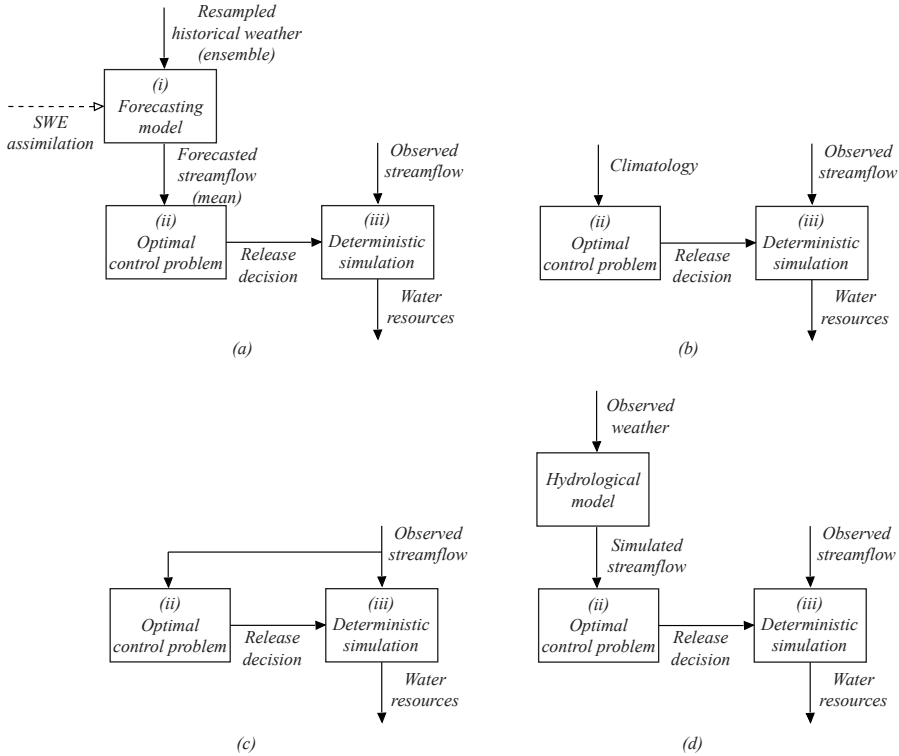 Resampled
historical weather
(ensemble)
(i)
Forecasting
model
SWE
assimilation
Forecasted
streamflow
(mean)
Observed
streamflow
(ii)
Optimal
control problem
Release
decision
(iii)
Deterministic
simulation
Water
resources
(a)
Climatology
Observed
streamflow
(ii)
Optimal
control problem
Release
decision
(iii)
Deterministic
simulation
Water
resources
(b)
Observed
streamflow
(ii)
Optimal
control problem
Release
decision
(iii)
Deterministic
simulation
Water
resources
(c)
Observed
weather
Hydrological
model
Simulated
streamflow
Observed
streamflow
(ii)
Optimal
control problem
Release
decision
(iii)
Deterministic
simulation
Water
resources
(d)